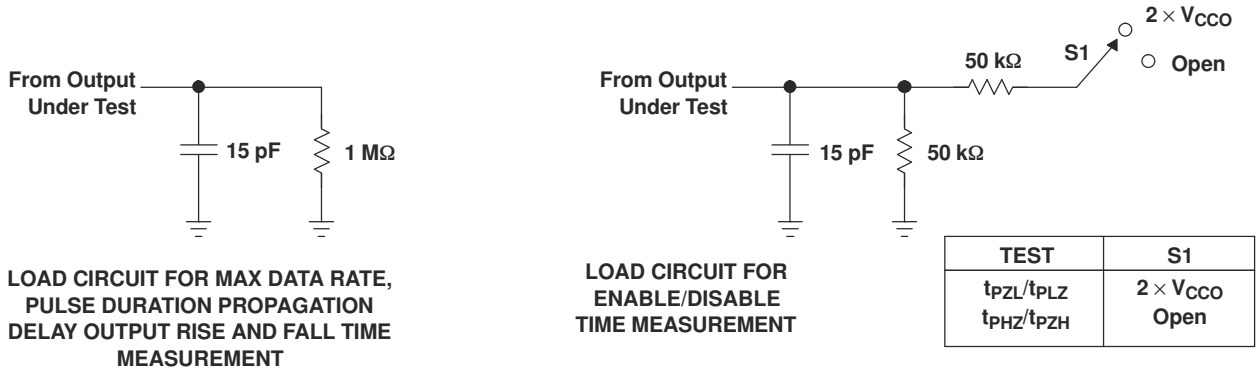 From Output
Under Test
15 pF
1 MΩ
LOAD CIRCUIT FOR MAX DATA RATE,
PULSE DURATION PROPAGATION
DELAY OUTPUT RISE AND FALL TIME
MEASUREMENT
From Output
Under Test
15 pF
50 kΩ
50 kΩ
S1
2 × VCCO
Open
LOAD CIRCUIT FOR
ENABLE/DISABLE
TIME MEASUREMENT
TEST S1
tPZL/tPLZ 2 × VCCO
tPHZ/tPZH Open